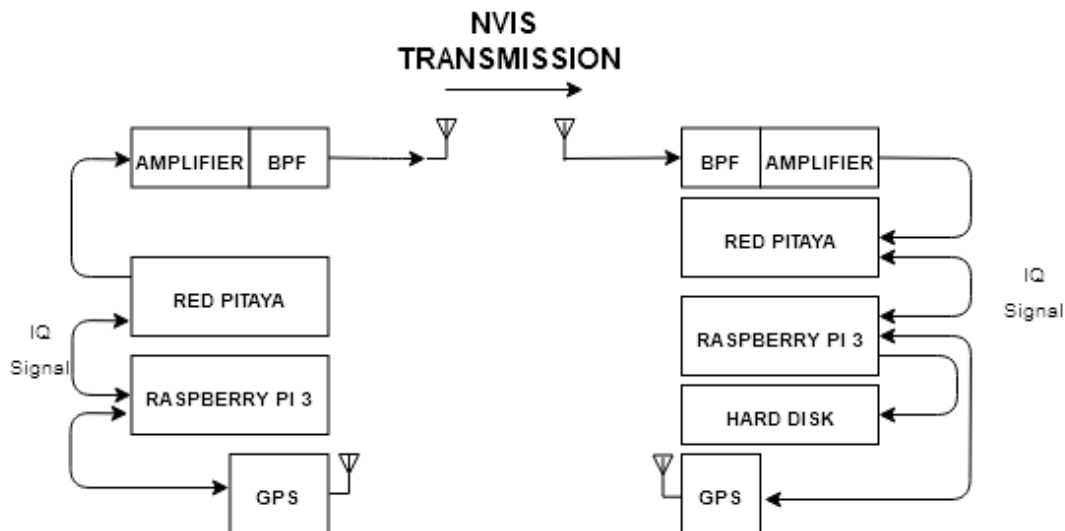 NVIS
TRANSMISSION
AMPLIFIER
BPF
RED PITAYA
IQ
Signal
RASPBERRY PI 3
GPS
BPF
AMPLIFIER
RED PITAYA
IQ
Signal
RASPBERRY PI 3
HARD DISK
GPS